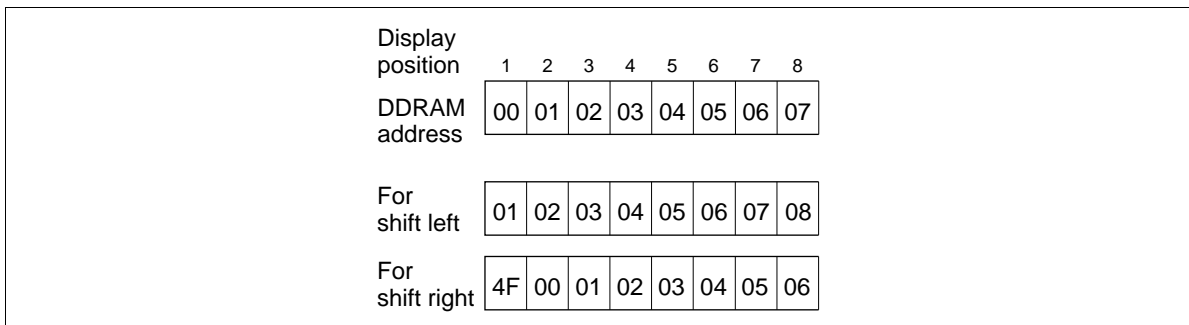 Display
position 1 2 3 4 5 6 7 8
DDRAM
address 00 01 02 03 04 05 06 07
For
shift left 01 02 03 04 05 06 07 08
For
shift right 4F 00 01 02 03 04 05 06